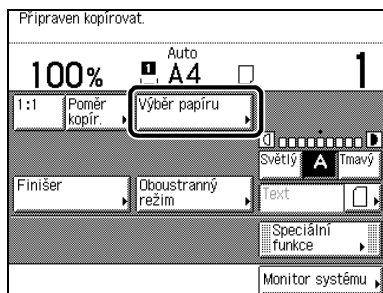 Připraven kopírovat.
Auto
100% 1 A4 1
1:1 Poměr kopír. Výběr papíru
Světlý A Tmavý
Finišer Oboustranný režim Text
Speciální funkce
Monitor systému